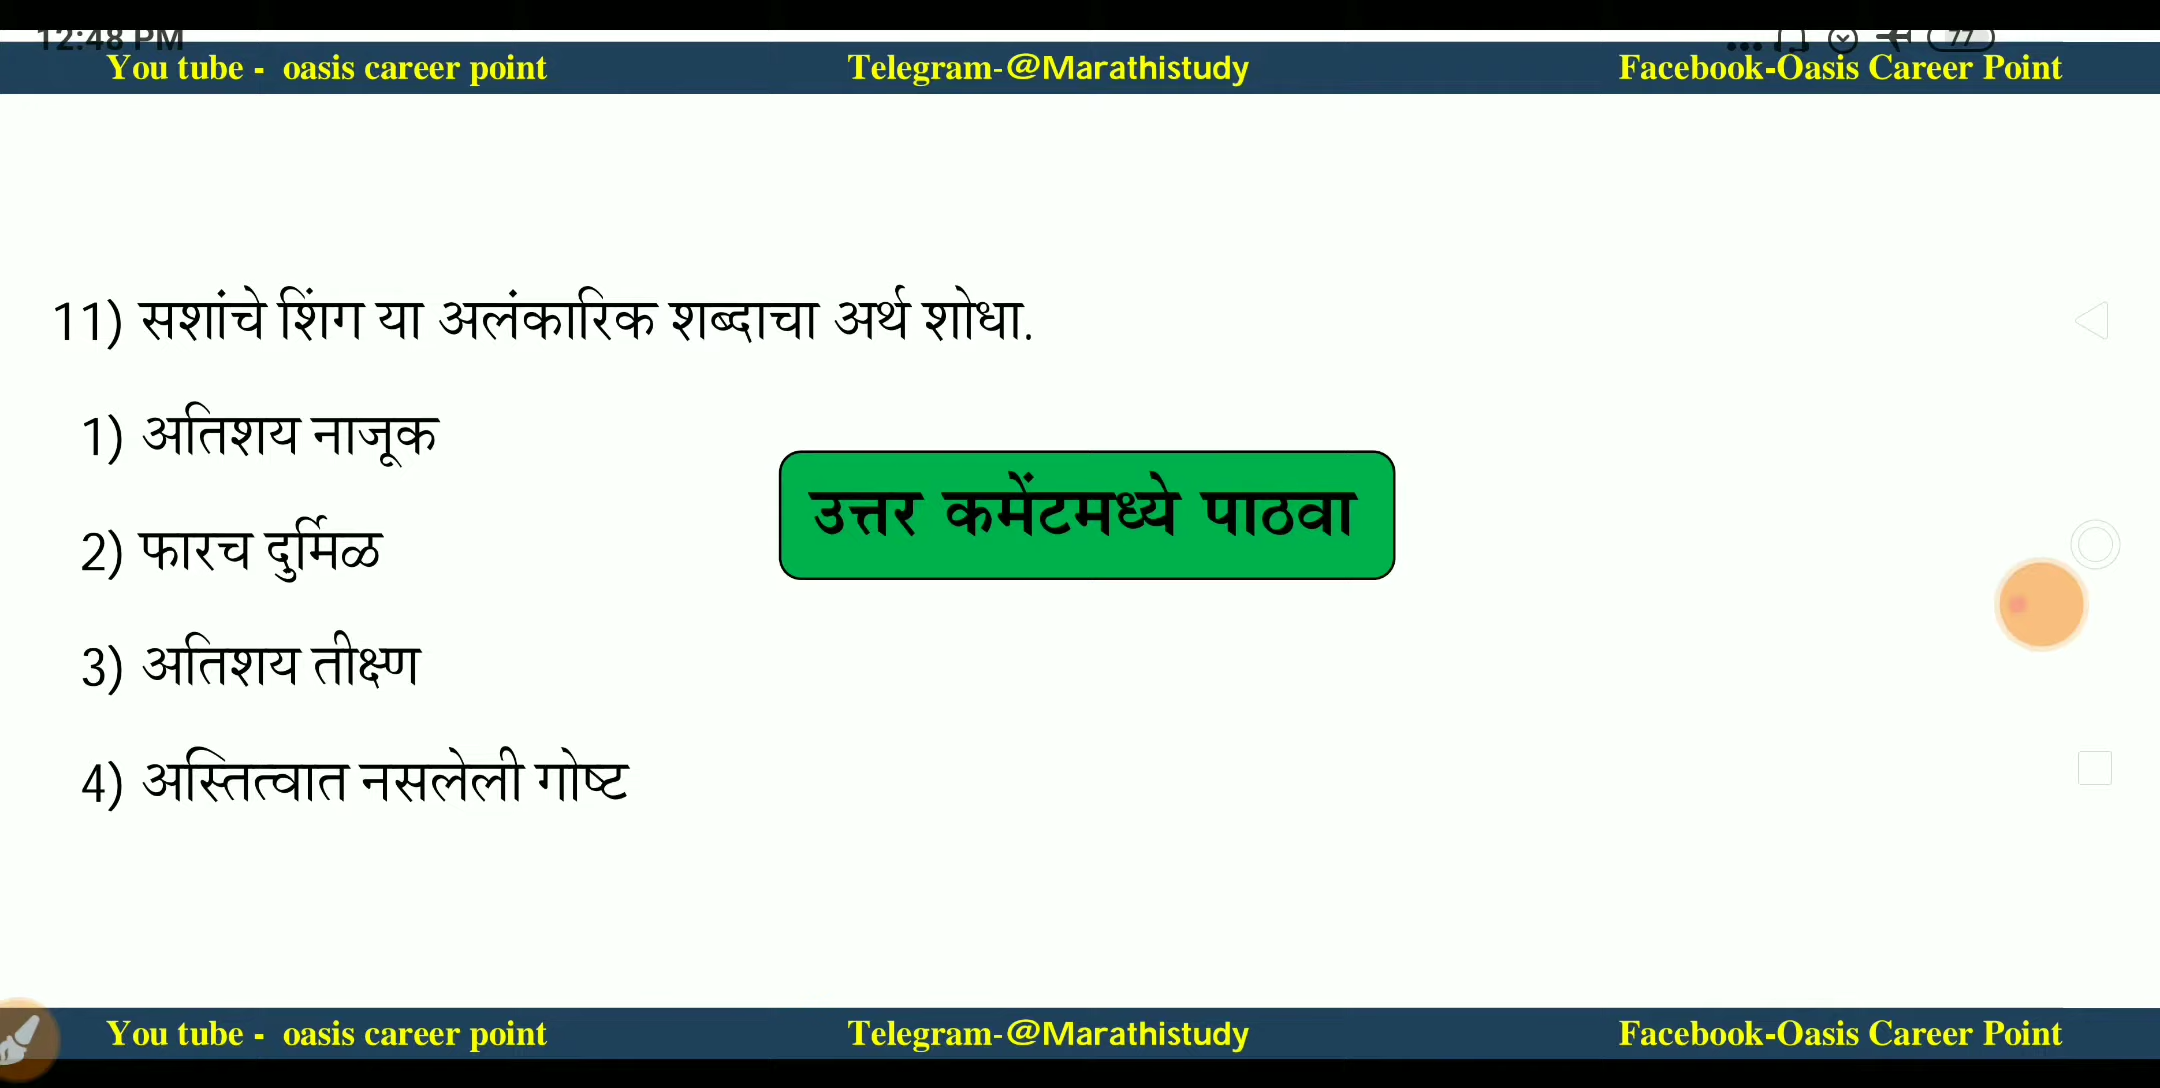 12:48 PM
77
You tube - oasis career point Telegram-@Marathistudy Facebook-Oasis Career Point
11) सशांचे शिंग या अलंकारिक शब्दाचा अर्थ शोधा.
1) अतिशय नाजूक
उत्तर कमेंटमध्ये पाठवा
2) फारच दुर्मिळ
3) अतिशय तीक्ष्ण
4) अस्तित्वात नसलेली गोष्ट
You tube - oasis career point Telegram-@Marathistudy Facebook-Oasis Career Point